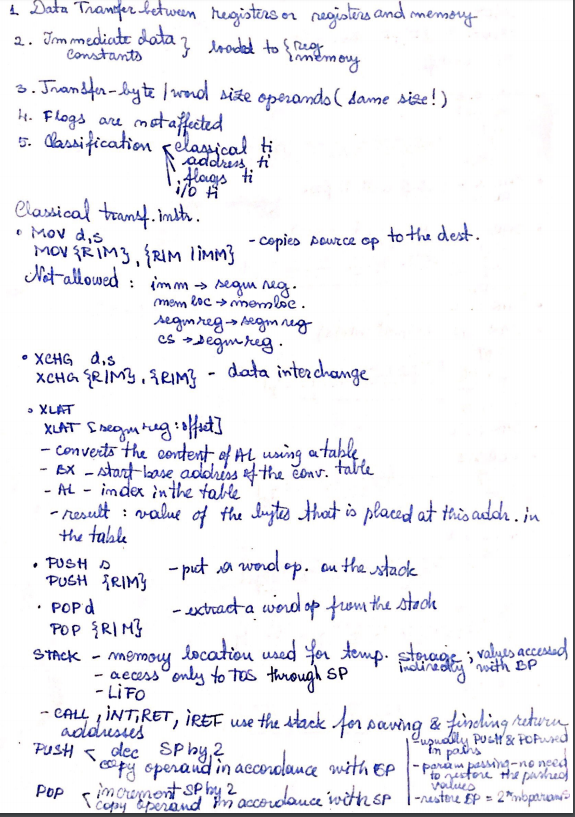 1 Data Transfer between registers or registers and memory
2. Immediate data } loaded to { reg
constants memory
3. Transfer-byte / word size operands ( same size!)
4. Flags are not affected
5. Classification classical ti
address ti
flags ti
i/o ti
Classical transf. instr.
• MOV d,s - copies source op to the dest.
MOV {R|M}, {R|M | iMM}
Not allowed : imm → segm reg.
mem loc → mem loc.
segm reg → segm reg
cs → segm reg.
• XCHG d,s
XCHG {R|M}, {R|M} - data interchange
• XLAT
XLAT [segm reg : offset]
- converts the content of AL using a table
- BX - start base address of the conv. table
- AL - index in the table
- result : value of the bytes that is placed at this addr. in
the table
• PUSH s - put a word op. on the stack
PUSH {R|M}
• POP d - extract a word op from the stack
POP {R|M}
STACK - memory location used for temp. storage ; values accessed
indirectly with BP
- access only to TOS through SP
- LiFO
- CALL, iNT, RET, iRET use the stack for saving & finding return
addresses
PUSH dec SP by 2
copy operand in accordance with SP
POP increment SP by 2
copy operand in accordance with SP
- usually PUSH & POP used
in pairs
- param passing - no need
to restore the pushed
values
- restore SP = 2*nbparams